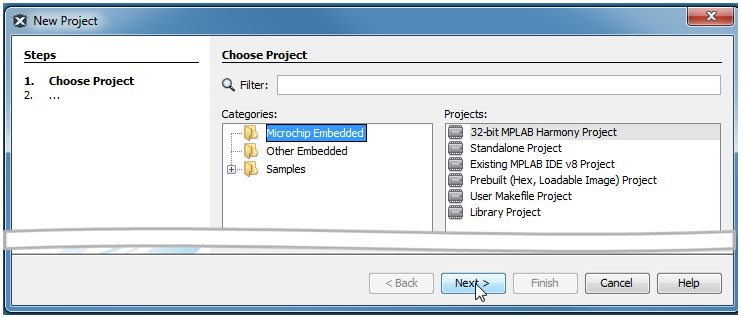 New Project
Steps
1. Choose Project
2. ...
Choose Project
Filter:
Categories:
Microchip Embedded
Other Embedded
Samples
Projects:
32-bit MPLAB Harmony Project
Standalone Project
Existing MPLAB IDE v8 Project
Prebuilt (Hex, Loadable Image) Project
User Makefile Project
Library Project
< Back
Next >
Finish
Cancel
Help